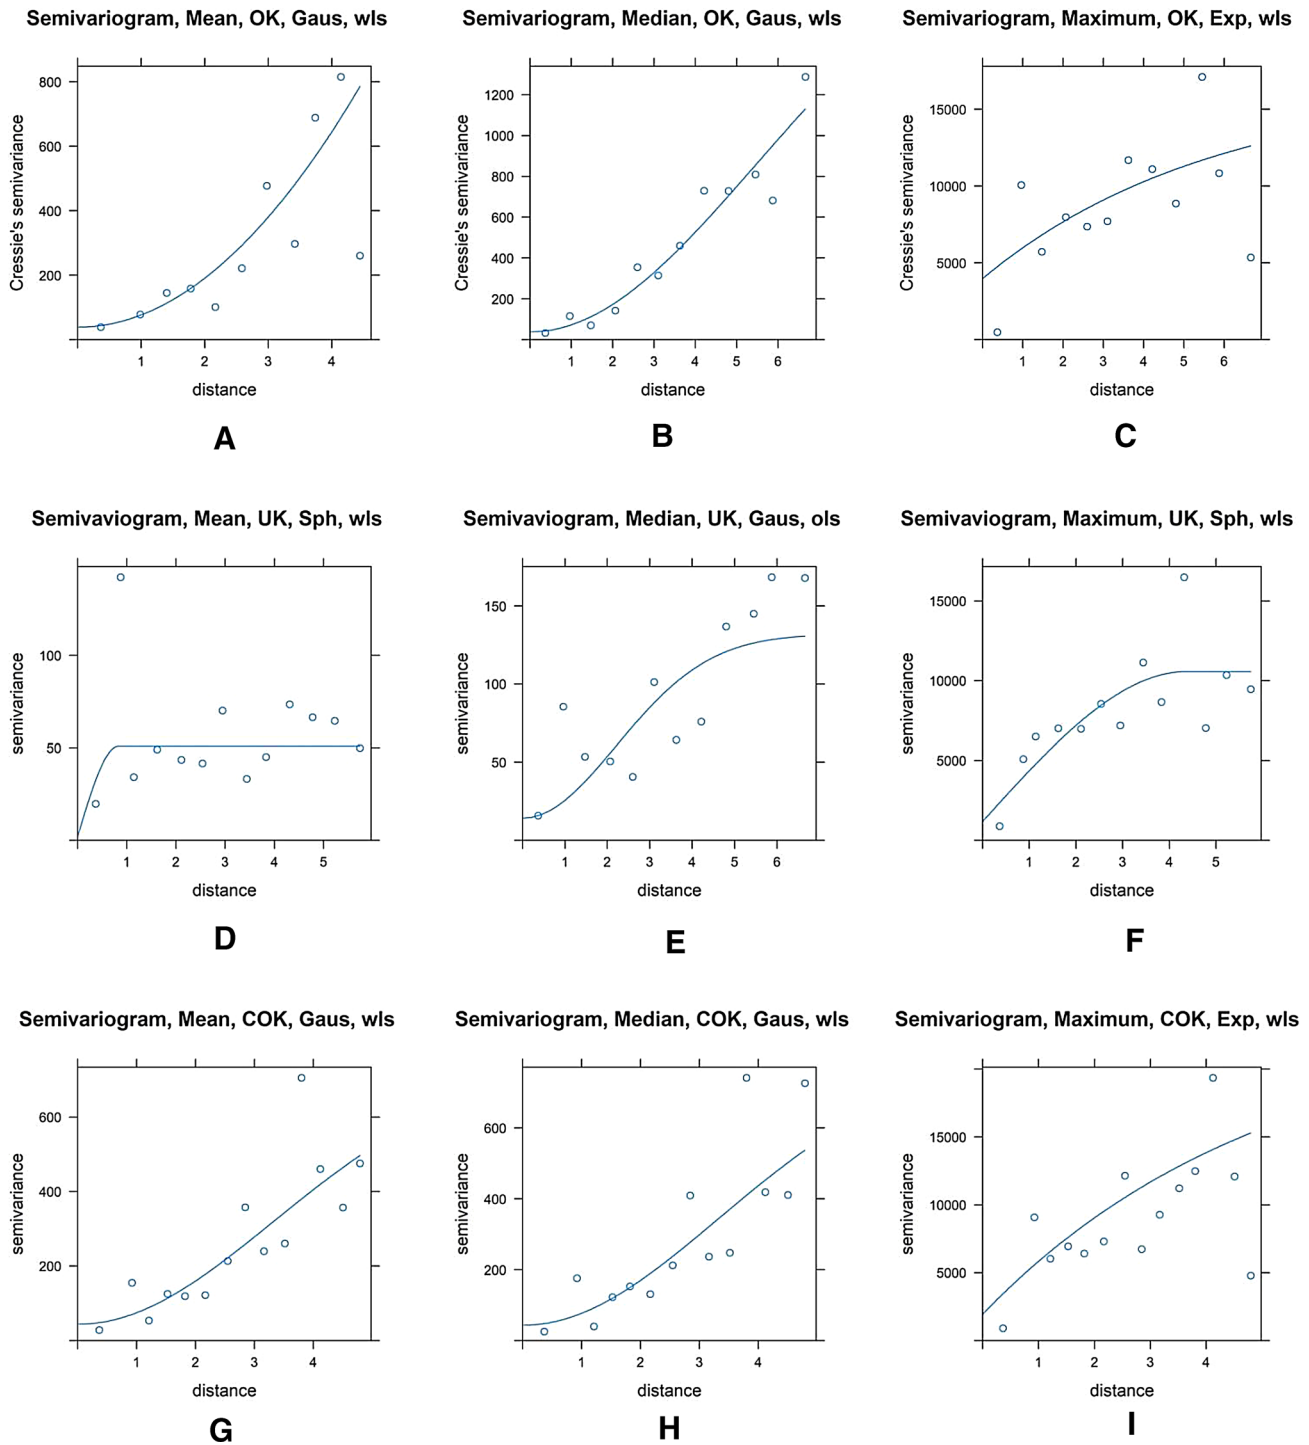 Semivariogram, Mean, OK, Gaus, wls
Semivariogram, Median, OK, Gaus, wls
Semivariogram, Maximum, OK, Exp, wls
Cressie's semivariance
800
600
400
200
1 2 3 4
distance
A
Cressie's semivariance
1200
1000
800
600
400
200
1 2 3 4 5 6
distance
B
Cressie's semivariance
15000
10000
5000
1 2 3 4 5 6
distance
C
Semivaviogram, Mean, UK, Sph, wls
Semivaviogram, Median, UK, Gaus, ols
Semivaviogram, Maximum, UK, Sph, wls
semivariance
100
50
1 2 3 4 5
distance
D
semivariance
150
100
50
1 2 3 4 5 6
distance
E
semivariance
15000
10000
5000
1 2 3 4 5
distance
F
Semivariogram, Mean, COK, Gaus, wls
Semivariogram, Median, COK, Gaus, wls
Semivariogram, Maximum, COK, Exp, wls
semivariance
600
400
200
1 2 3 4
distance
G
semivariance
600
400
200
1 2 3 4
distance
H
semivariance
15000
10000
5000
1 2 3 4
distance
I